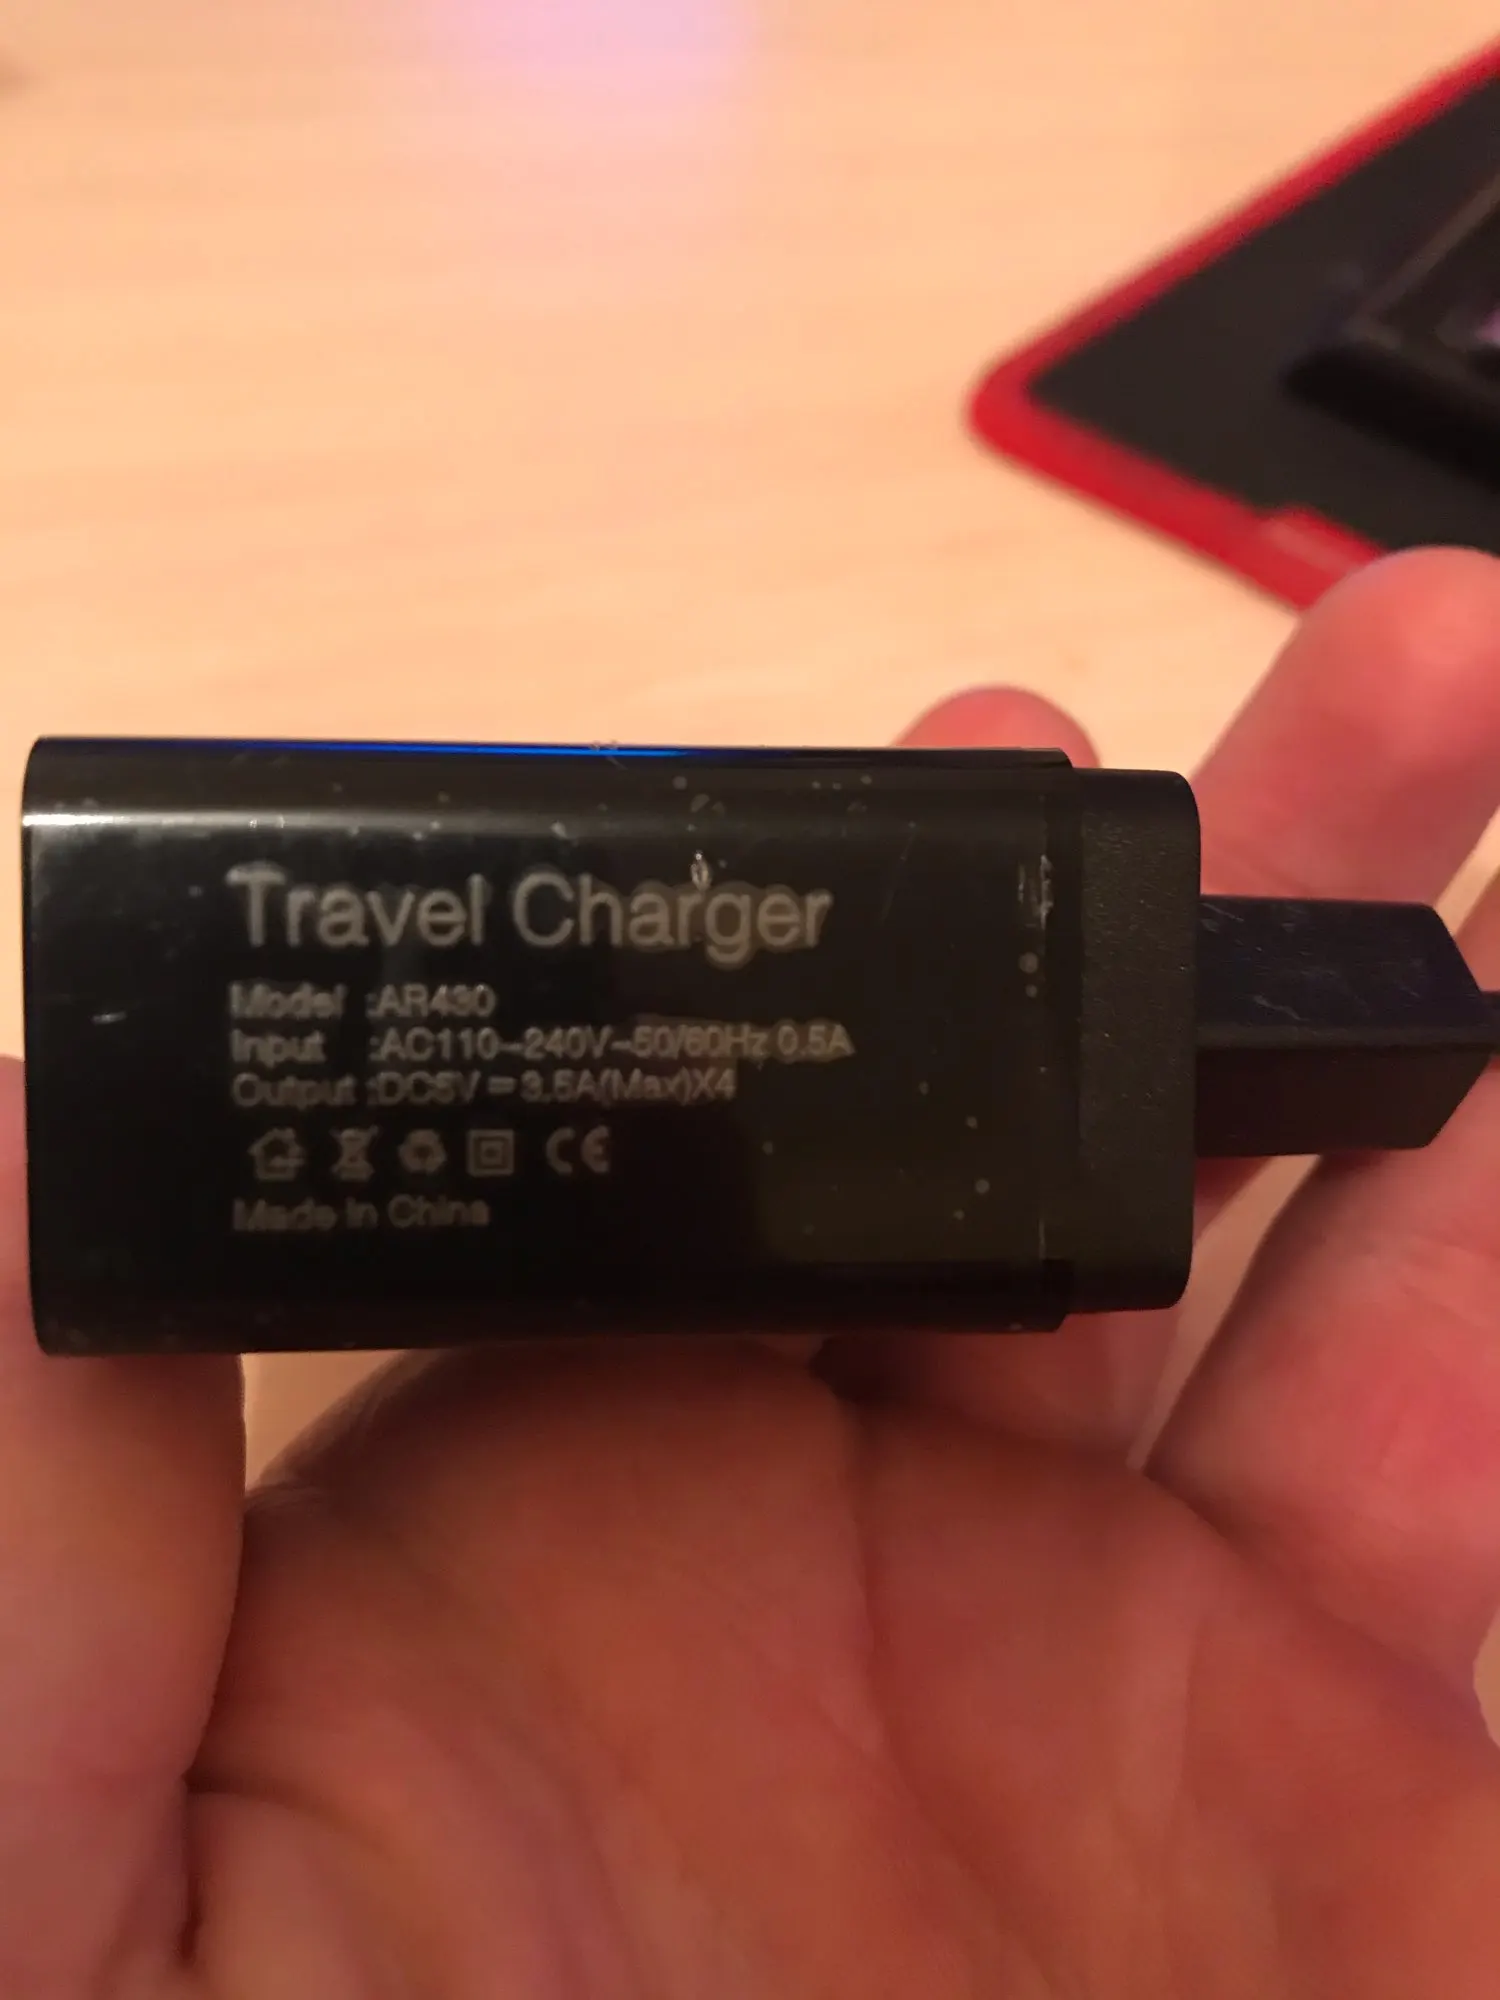 Travel Charger
Model :AR430
Input :AC110-240V~50/60Hz 0.5A
Output :DC5V = 3.5A(Max)X4
CE
Made in China